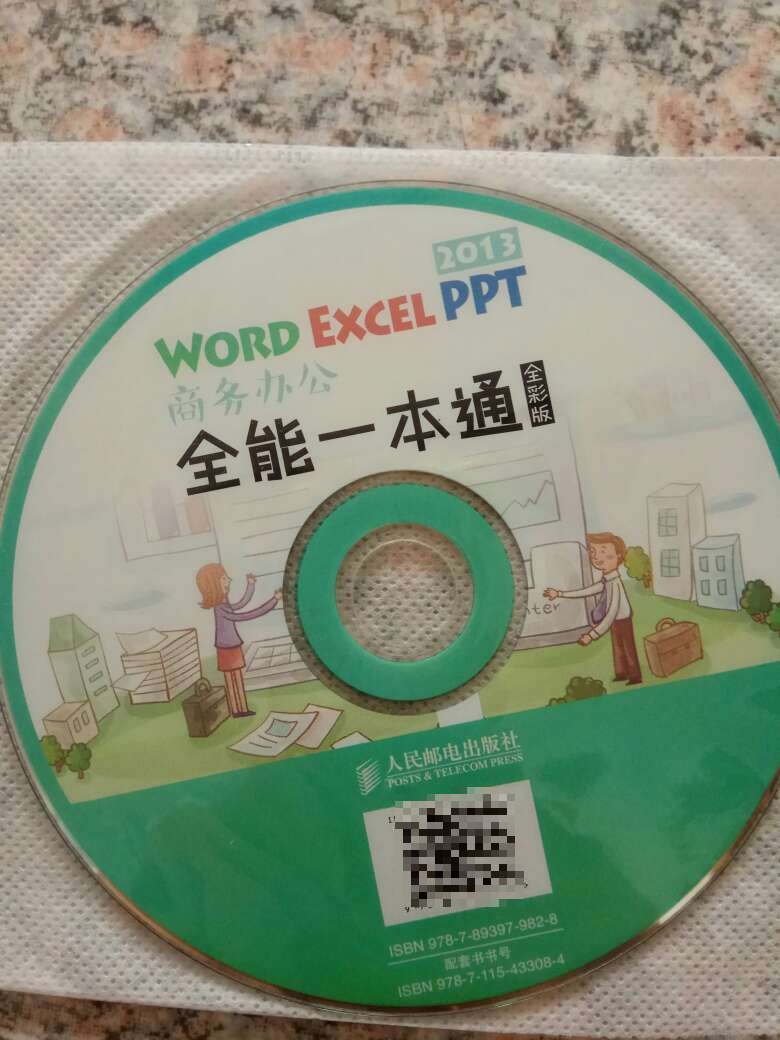 2013
WORD EXCEL PPT
商务办公
全能一本通
全彩版
nter
人民邮电出版社
POSTS & TELECOM PRESS
ISBN 978-7-89397-982-8
配套书书号
ISBN 978-7-115-43308-4